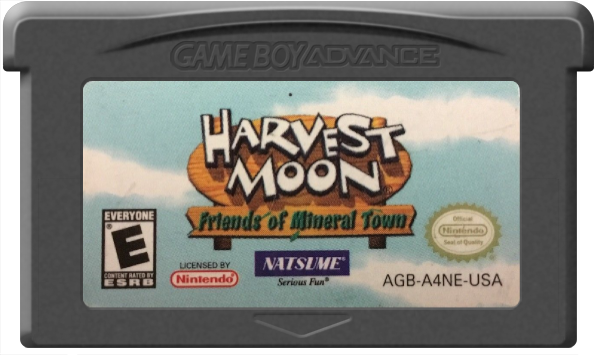 GAME BOY ADVANCE
HARVEST
MOON
Friends of Mineral Town
EVERYONE
E
CONTENT RATED BY
ESRB
LICENSED BY
Nintendo
NATSUME®
Serious Fun®
Official
Nintendo
Seal of Quality
AGB-A4NE-USA